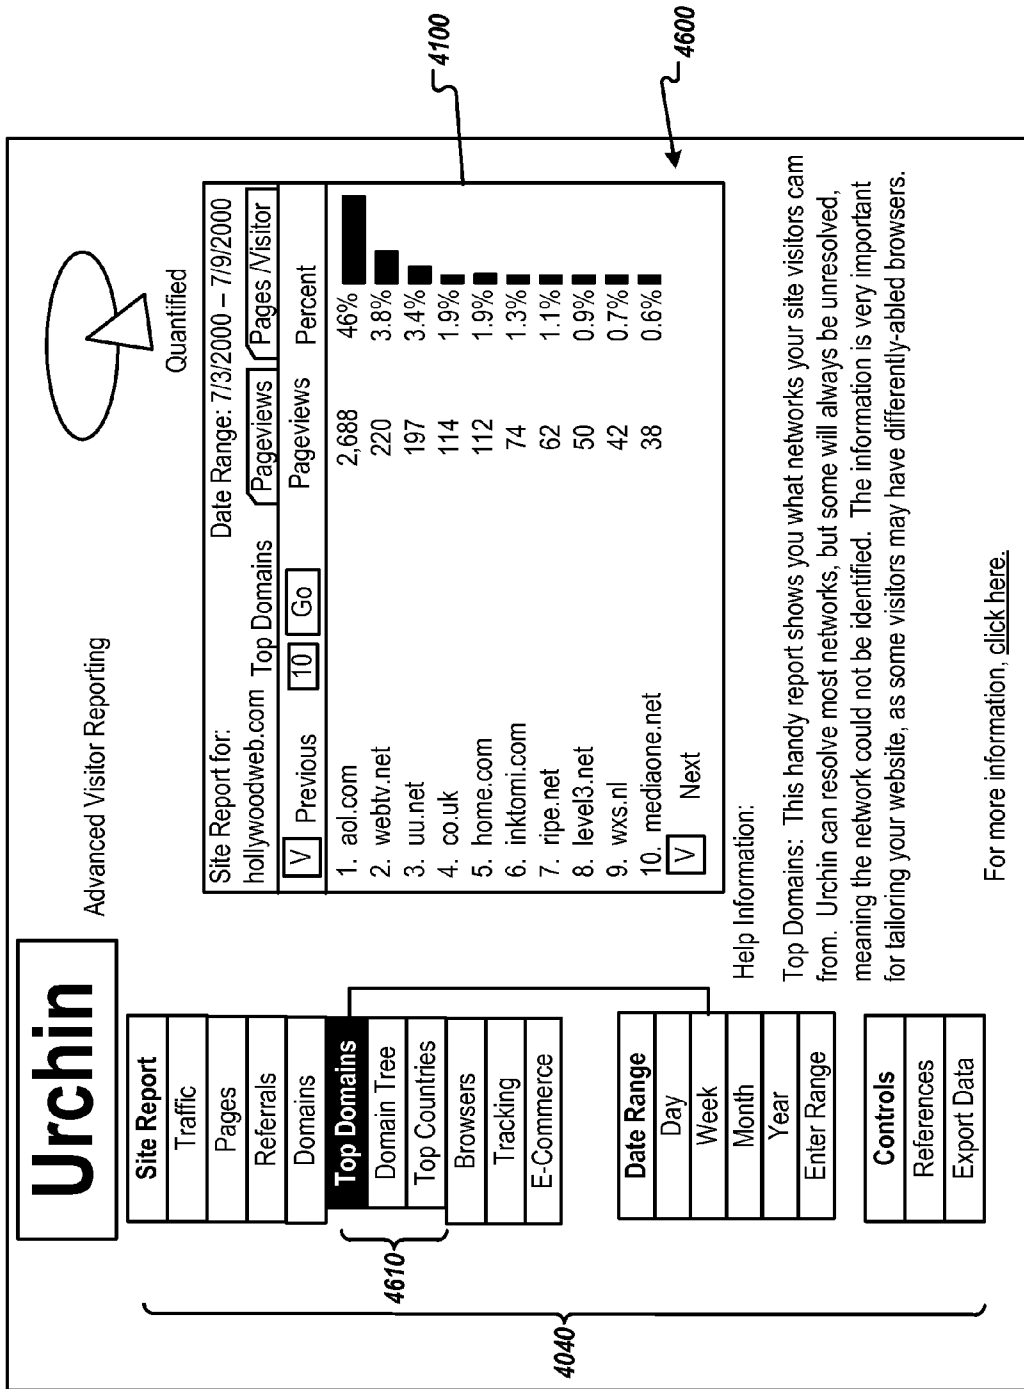 Urchin
Advanced Visitor Reporting
Quantified
Site Report
Traffic
Pages
Referrals
Domains
Top Domains
Domain Tree
Top Countries
Browsers
Tracking
E-Commerce
Date Range
Day
Week
Month
Year
Enter Range
Controls
References
Export Data
4610
4040
Site Report for: Date Range: 7/3/2000 – 7/9/2000
hollywoodweb.com Top Domains Pageviews Pages /Visitor
V Previous 10 Go Pageviews Percent
1. aol.com 2,688 46%
2. webtv.net 220 3.8%
3. uu.net 197 3.4%
4. co.uk 114 1.9%
5. home.com 112 1.9%
6. inktomi.com 74 1.3%
7. ripe.net 62 1.1%
8. level3.net 50 0.9%
9. wxs.nl 42 0.7%
10. mediaone.net 38 0.6%
V Next
4100
4600
Help Information:
Top Domains: This handy report shows you what networks your site visitors cam
from. Urchin can resolve most networks, but some will always be unresolved,
meaning the network could not be identified. The information is very important
for tailoring your website, as some visitors may have differently-abled browsers.
For more information, click here.